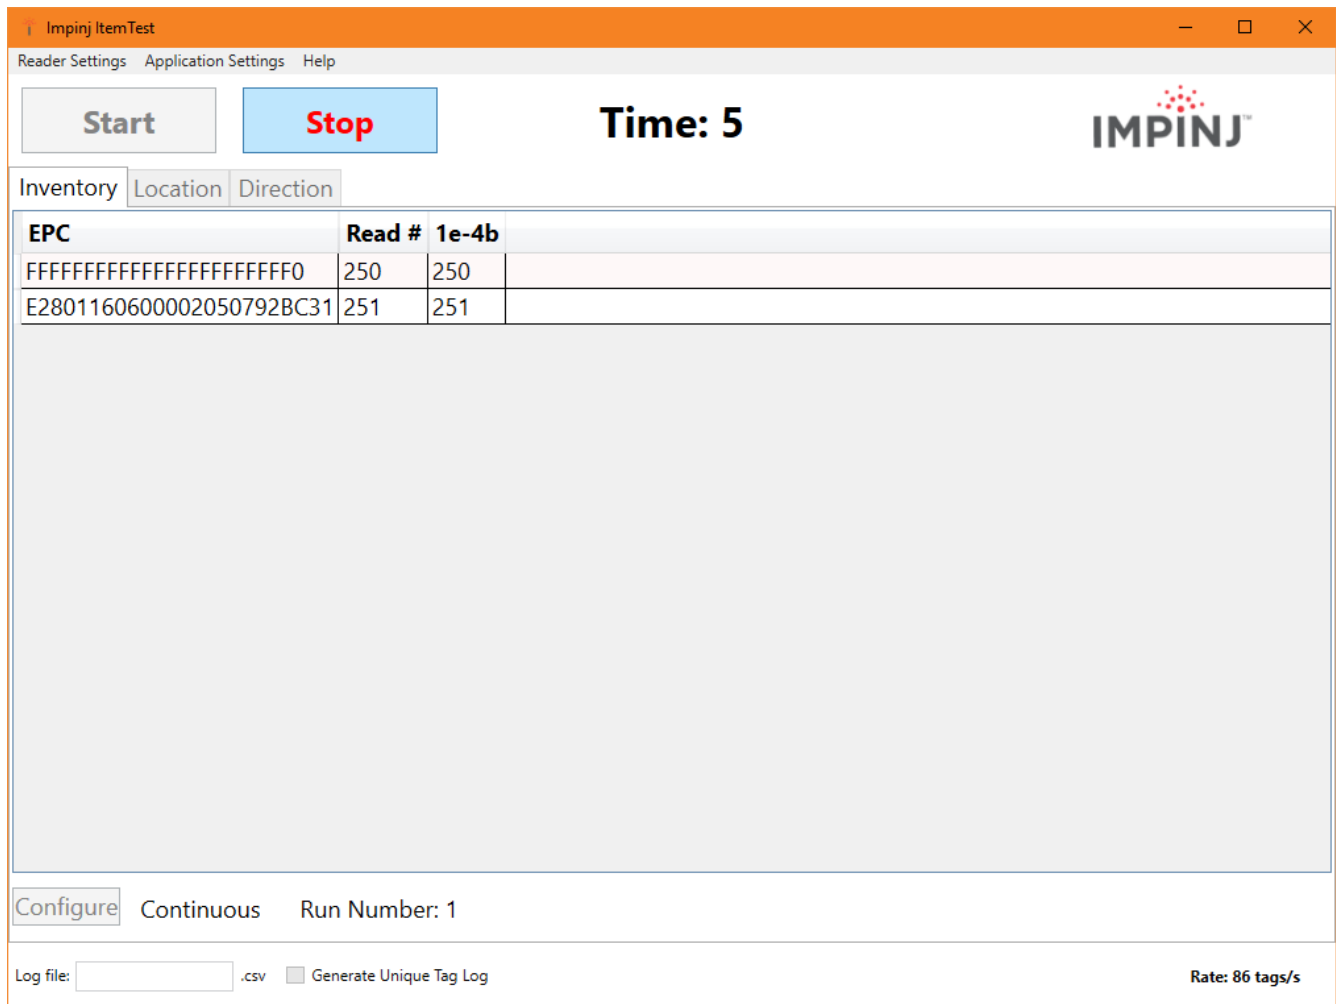 Impinj ItemTest
Reader Settings Application Settings Help
Start Stop Time: 5 IMPINJ™
Inventory Location Direction
EPC Read # 1e-4b
FFFFFFFFFFFFFFFFFFFFFFF0 250 250
E2801160600002050792BC31 251 251
Configure Continuous Run Number: 1
Log file: .csv Generate Unique Tag Log Rate: 86 tags/s